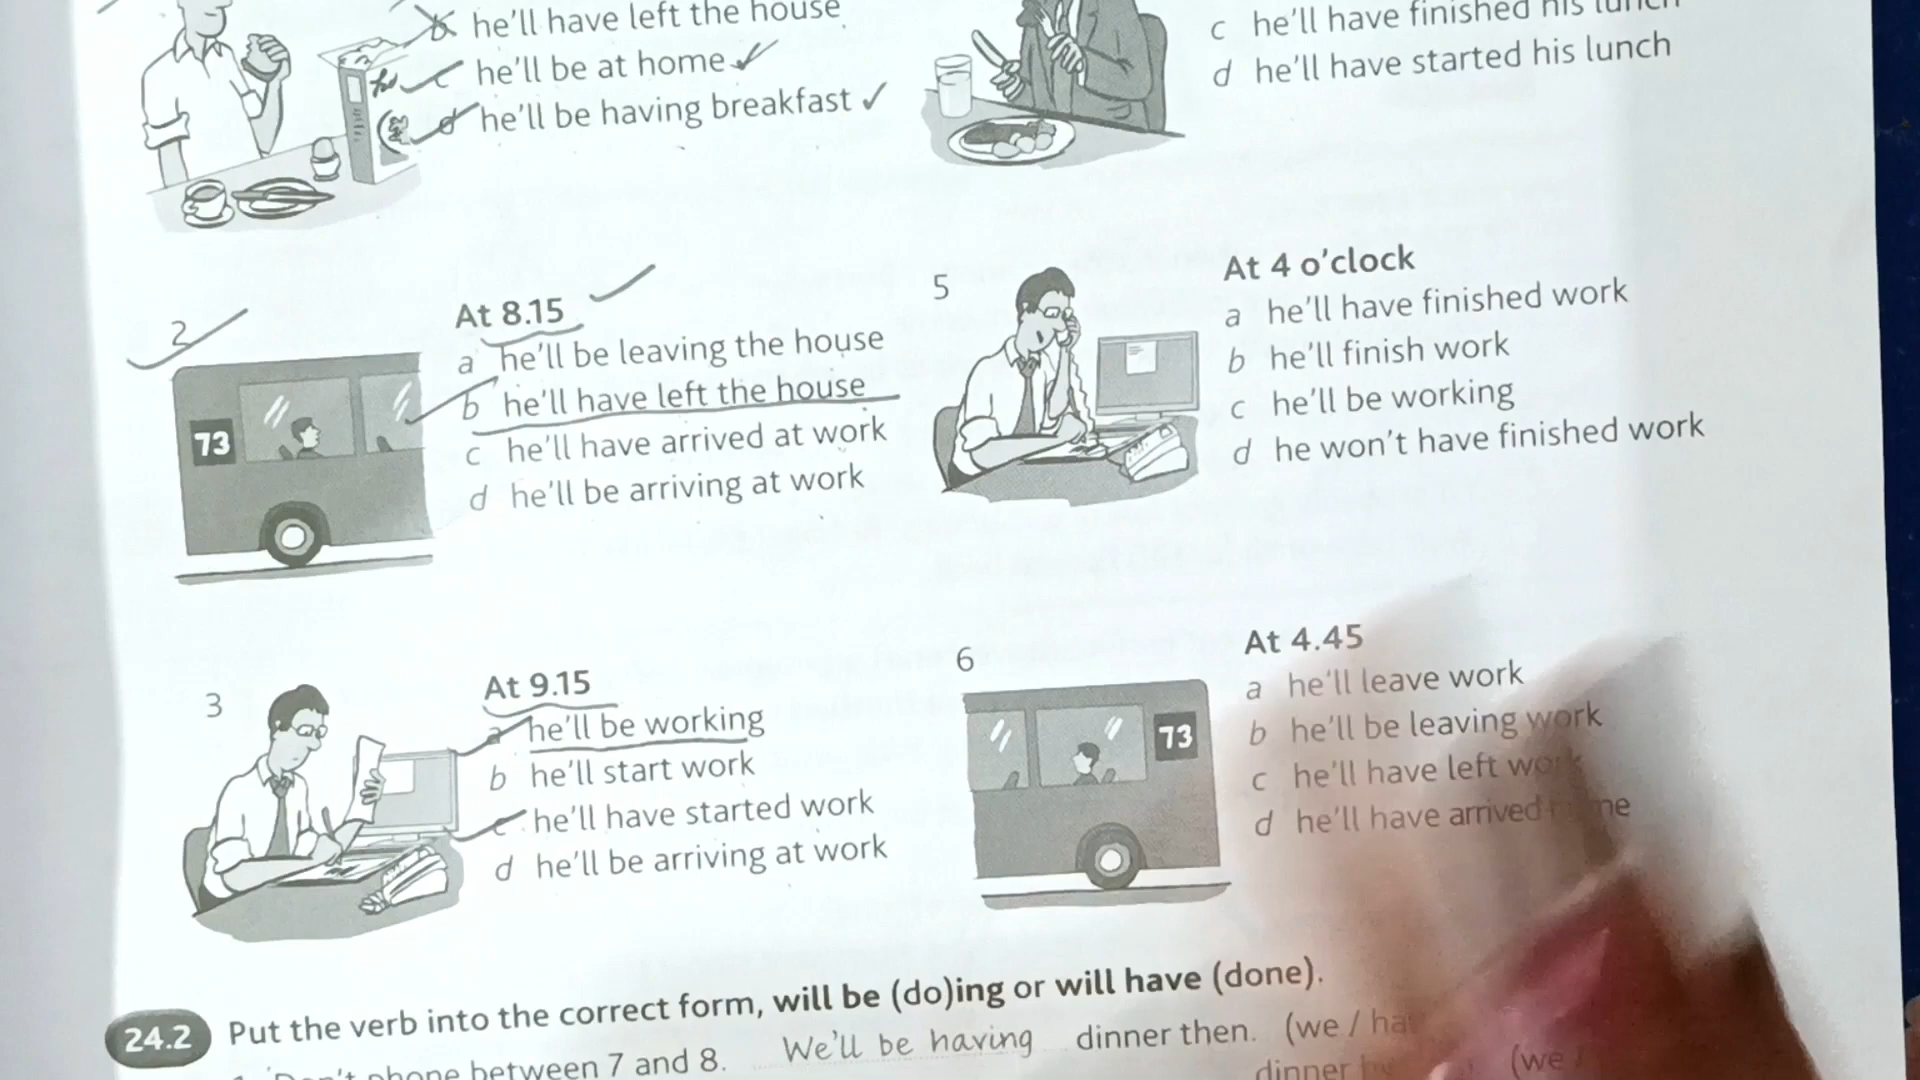 b he'll have left the house
c he'll be at home ✓
d he'll be having breakfast ✓
c he'll have finished his lunch
d he'll have started his lunch
2
At 8.15
a he'll be leaving the house
b he'll have left the house
c he'll have arrived at work
d he'll be arriving at work
73
5
At 4 o'clock
a he'll have finished work
b he'll finish work
c he'll be working
d he won't have finished work
3
At 9.15
a he'll be working
b he'll start work
c he'll have started work
d he'll be arriving at work
6
At 4.45
a he'll leave work
b he'll be leaving work
c he'll have left work
d he'll have arrived
73
24.2 Put the verb into the correct form, will be (do)ing or will have (done).
'Don't phone between 7 and 8. We'll be having dinner then. (we /
dinner (we